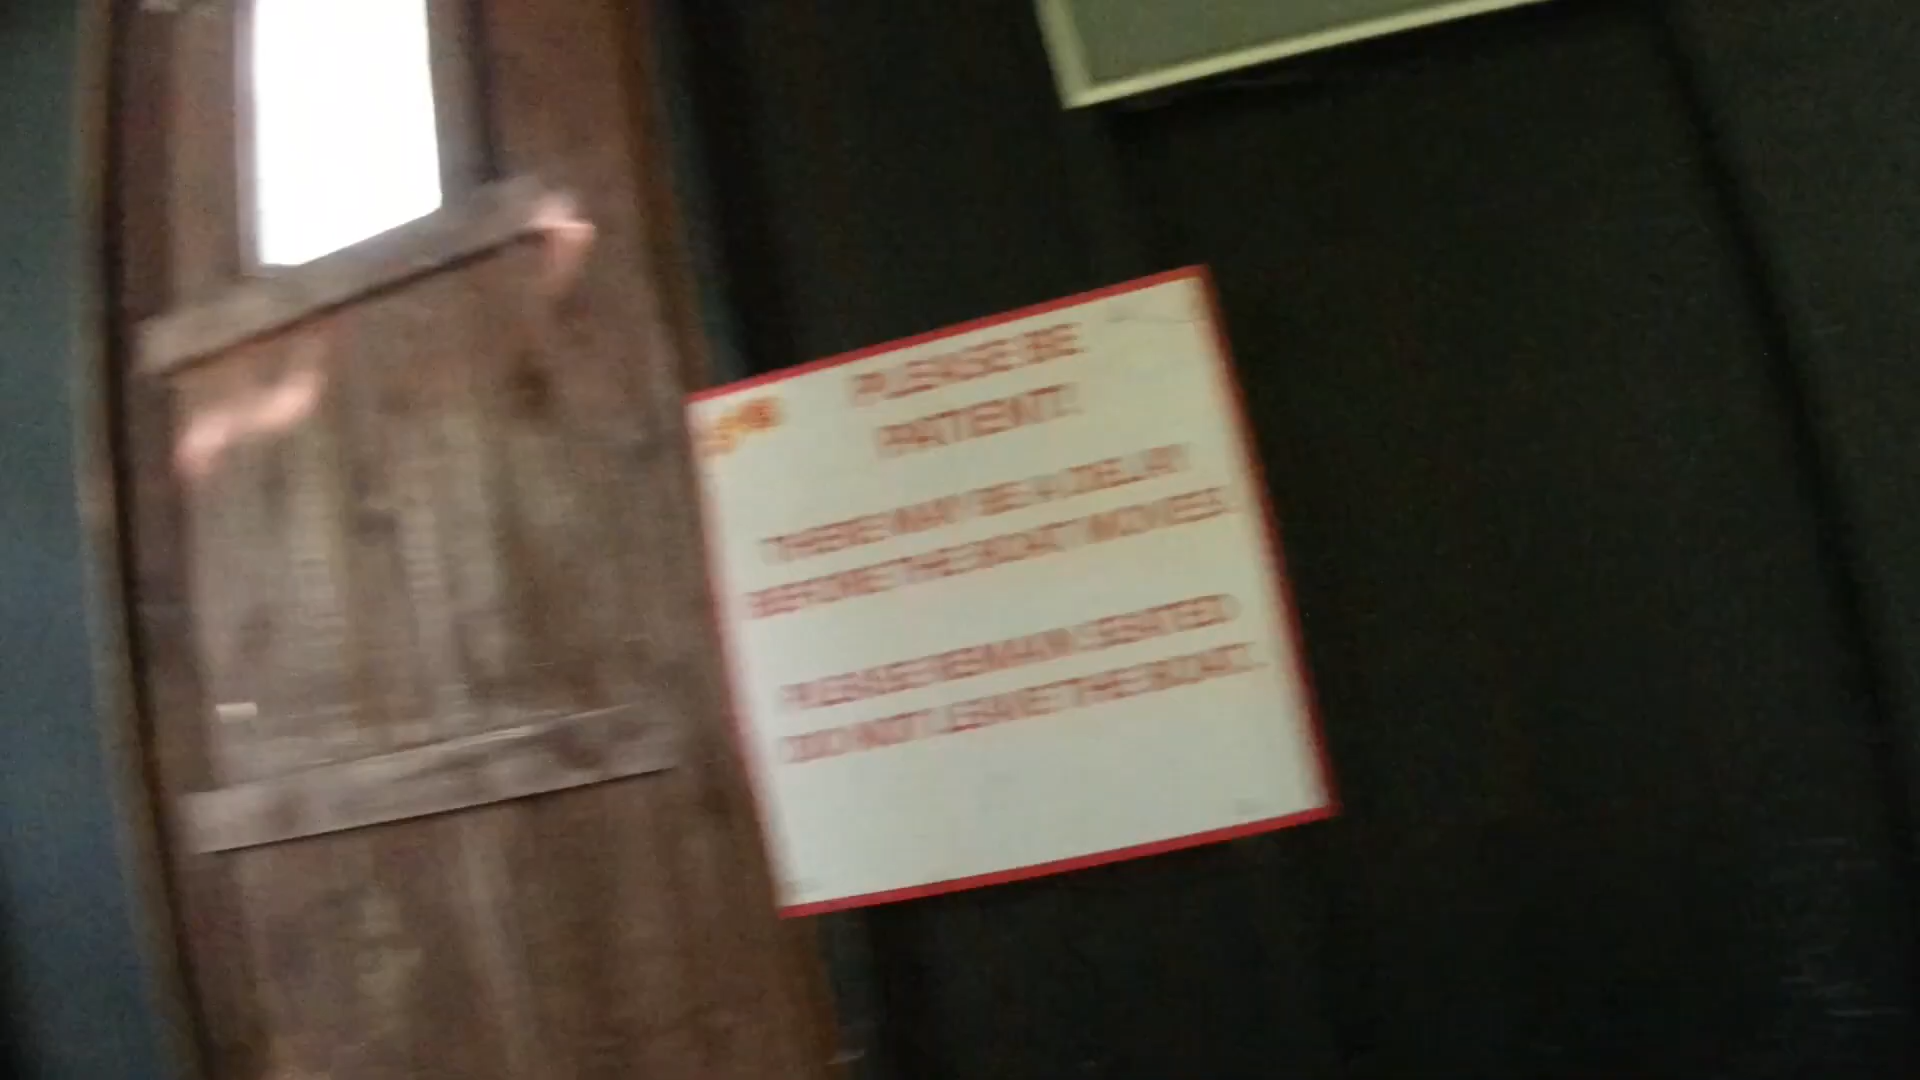 PLEASE BE
PATIENT!
THERE MAY BE A DELAY
BEFORE THE BOAT MOVES.
PLEASE REMAIN SEATED
DO NOT LEAVE THE BOAT.